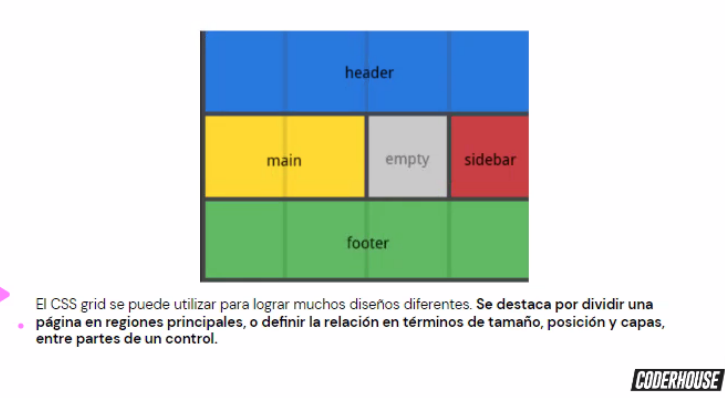 header
main empty sidebar
footer
El CSS grid se puede utilizar para lograr muchos diseños diferentes. Se destaca por dividir una
página en regiones principales, o definir la relación en términos de tamaño, posición y capas,
entre partes de un control.
CODERHOUSE